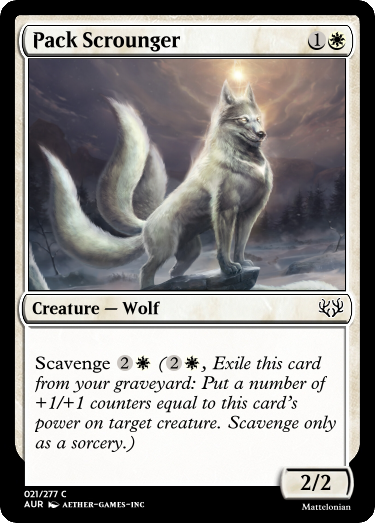 Pack Scrounger 1
Creature — Wolf
Scavenge 2 (2, Exile this card
from your graveyard: Put a number of
+1/+1 counters equal to this card's
power on target creature. Scavenge only
as a sorcery.)
2/2
021/277 C
AUR AETHER-GAMES-INC
Mattelonian